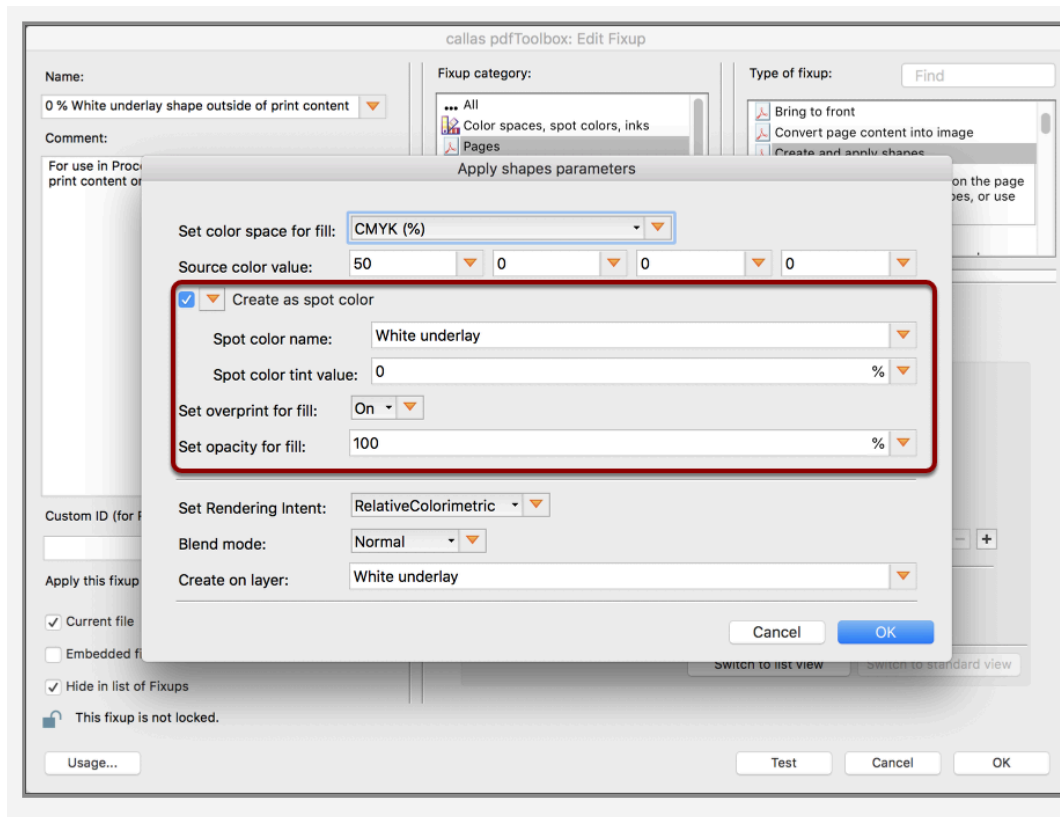 callas pdfToolbox: Edit Fixup
Name:
0 % White underlay shape outside of print content
Comment:
For use in Proc
print content or
Fixup category:
... All
Color spaces, spot colors, inks
Pages
Type of fixup:
Find
Bring to front
Convert page content into image
Create and apply shapes
on the page
es, or use
Apply shapes parameters
Set color space for fill:
CMYK (%)
Source color value:
50
0
0
0
Create as spot color
Spot color name:
White underlay
Spot color tint value:
0
%
Set overprint for fill:
On
Set opacity for fill:
100
%
Set Rendering Intent:
RelativeColorimetric
Blend mode:
Normal
Create on layer:
White underlay
Cancel
OK
Custom ID (for
Apply this fixup
Current file
Embedded fi
Hide in list of Fixups
This fixup is not locked.
Switch to list view
Switch to standard view
Usage...
Test
Cancel
OK